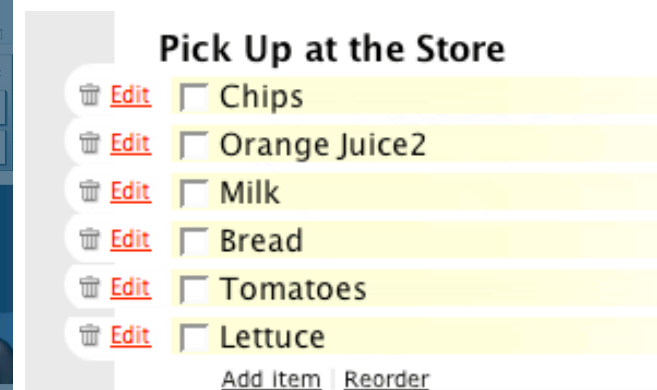 Pick Up at the Store
Edit Chips
Edit Orange Juice2
Edit Milk
Edit Bread
Edit Tomatoes
Edit Lettuce
Add item | Reorder